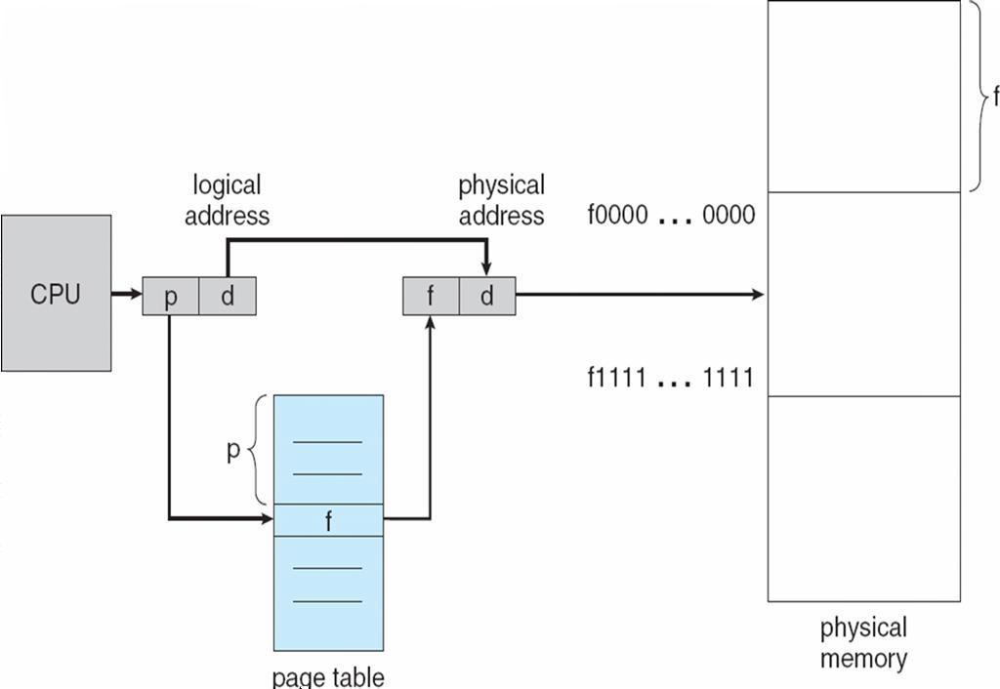 f
logical
address
physical
address
f0000 ... 0000
CPU
p
d
f
d
f1111 ... 1111
p
f
physical
memory
page table